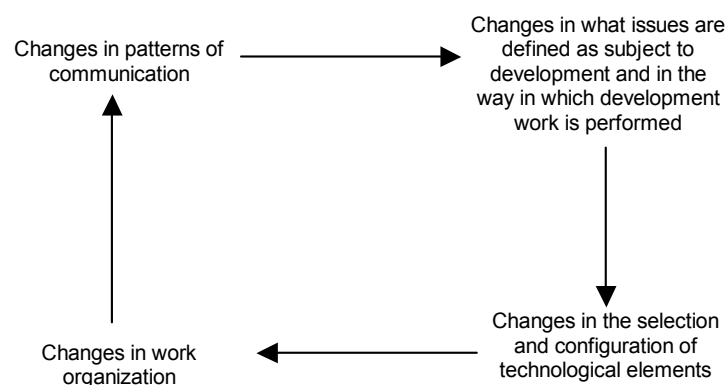 Changes in patterns of
communication
Changes in what issues are
defined as subject to
development and in the
way in which development
work is performed
Changes in work
organization
Changes in the selection
and configuration of
technological elements